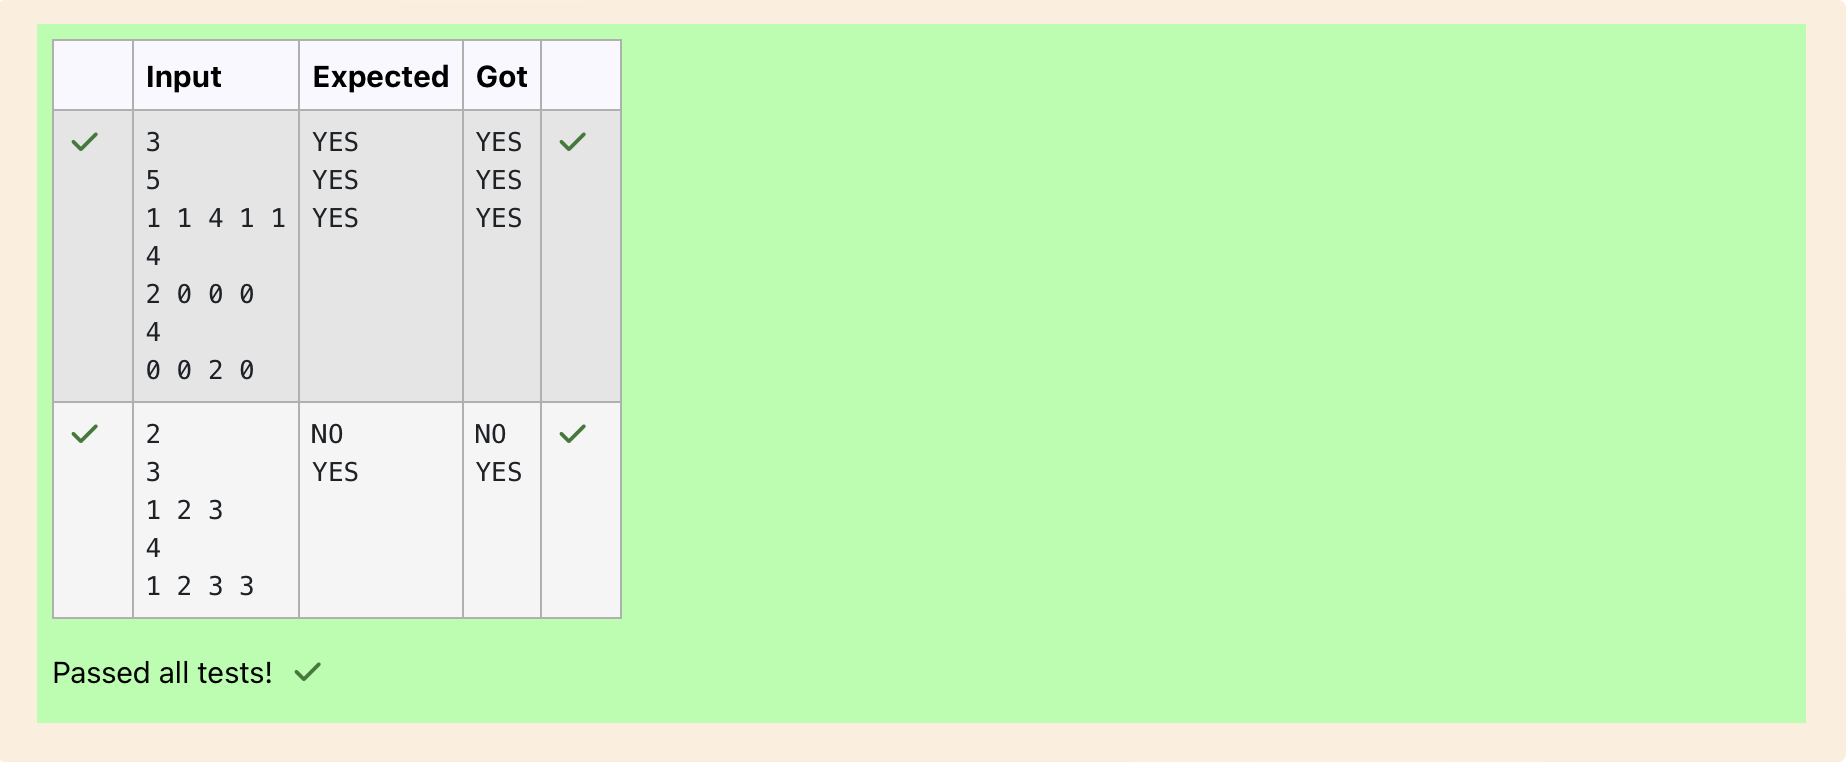 Input Expected Got
3 YES YES
5 YES YES
1 1 4 1 1 YES YES
4
2 0 0 0
4
0 0 2 0
2 NO NO
3 YES YES
1 2 3
4
1 2 3 3
Passed all tests!